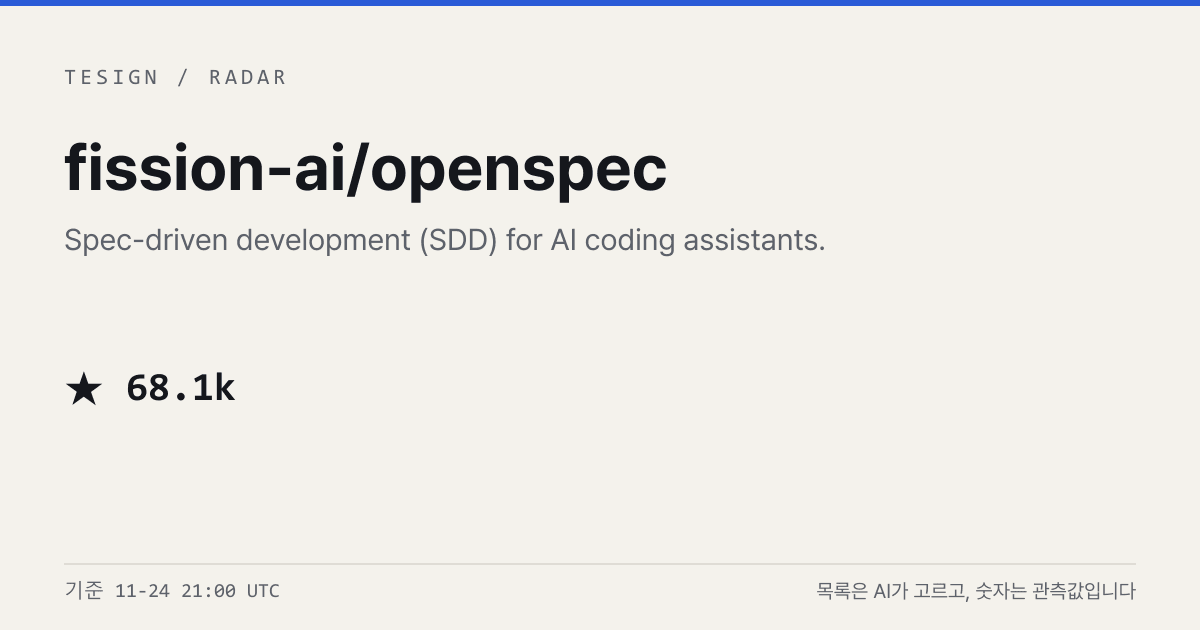 TESIGN / RADAR
fission-ai/openspec
Spec-driven development (SDD) for AI coding assistants.
★ 68.1k
기준 11-24 21:00 UTC
목록은 AI가 고르고, 숫자는 관측값입니다